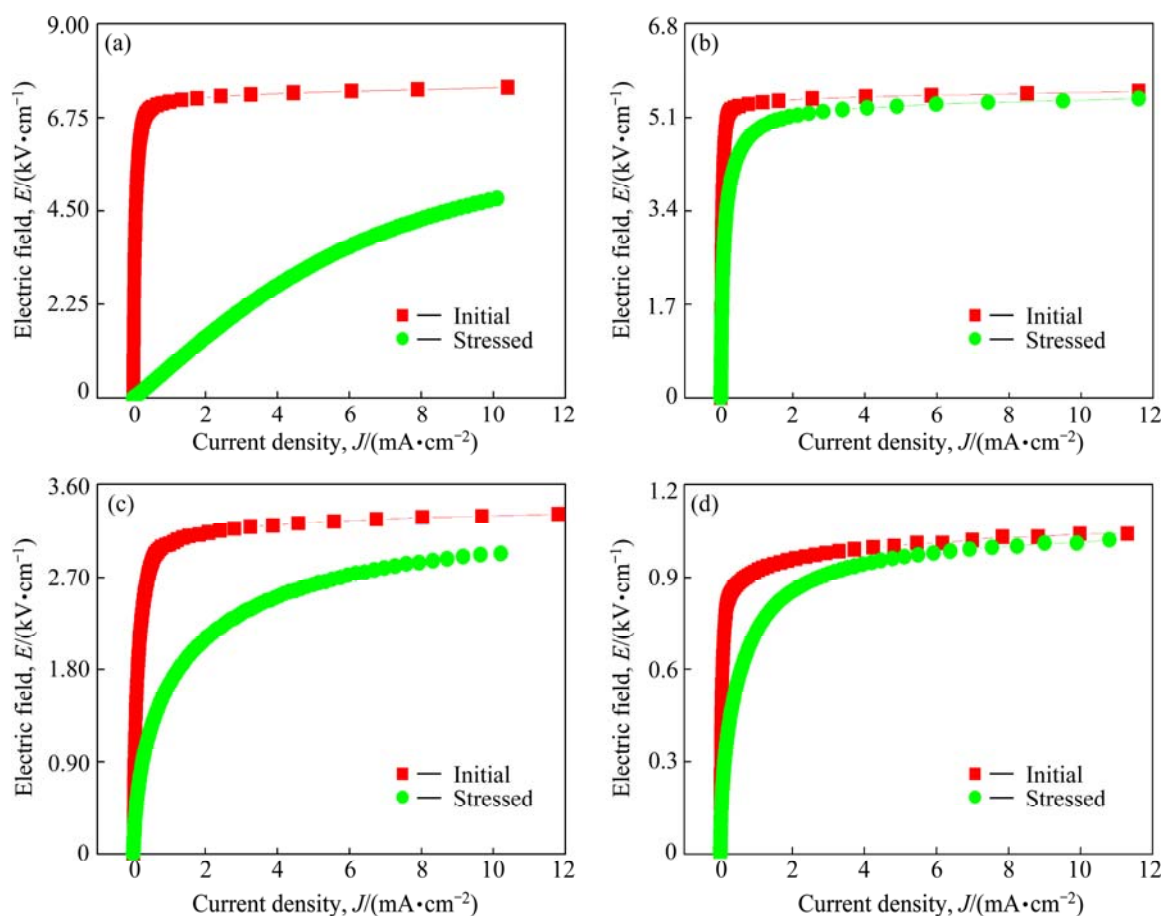 (a)
9.00
6.75
4.50
2.25
0
Electric field, E/(kV•cm⁻¹)
Initial
Stressed
0 2 4 6 8 10 12
Current density, J/(mA•cm⁻²)
(b)
6.8
5.1
3.4
1.7
0
Electric field, E/(kV•cm⁻¹)
Initial
Stressed
0 2 4 6 8 10 12
Current density, J/(mA•cm⁻²)
(c)
3.60
2.70
1.80
0.90
0
Electric field, E/(kV•cm⁻¹)
Initial
Stressed
0 2 4 6 8 10 12
Current density, J/(mA•cm⁻²)
(d)
1.2
0.9
0.6
0.3
0
Electric field, E/(kV•cm⁻¹)
Initial
Stressed
0 2 4 6 8 10 12
Current density, J/(mA•cm⁻²)